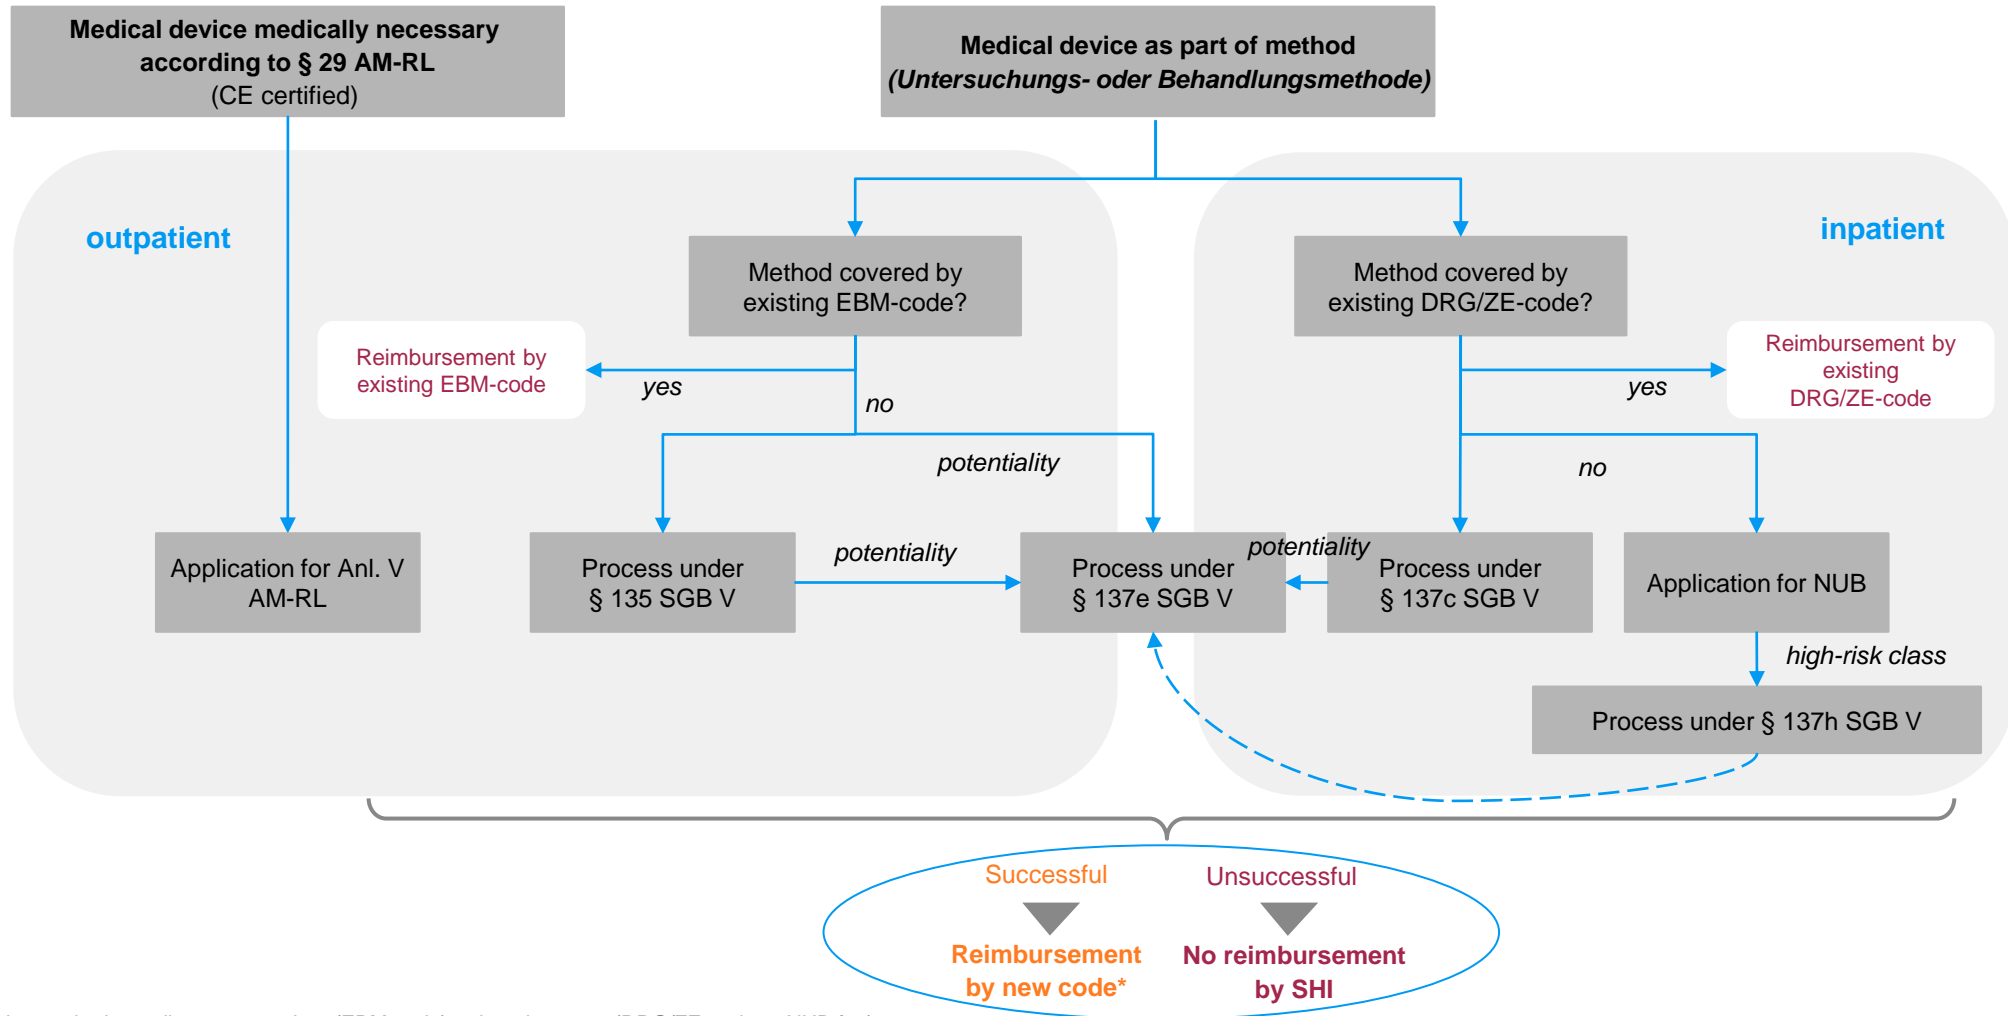 Medical device medically necessary
according to § 29 AM-RL
(CE certified)
Medical device as part of method
(Untersuchungs- oder Behandlungsmethode)
outpatient
inpatient
Method covered by
existing EBM-code?
Method covered by
existing DRG/ZE-code?
Reimbursement by
existing EBM-code
yes
no
Reimbursement by
existing
DRG/ZE-code
yes
no
potentiality
Application for Anl. V
AM-RL
Process under
§ 135 SGB V
potentiality
Process under
§ 137e SGB V
potentiality
Process under
§ 137c SGB V
Application for NUB
high-risk class
Process under § 137h SGB V
Successful
Unsuccessful
Reimbursement
by new code*
No reimbursement
by SHI